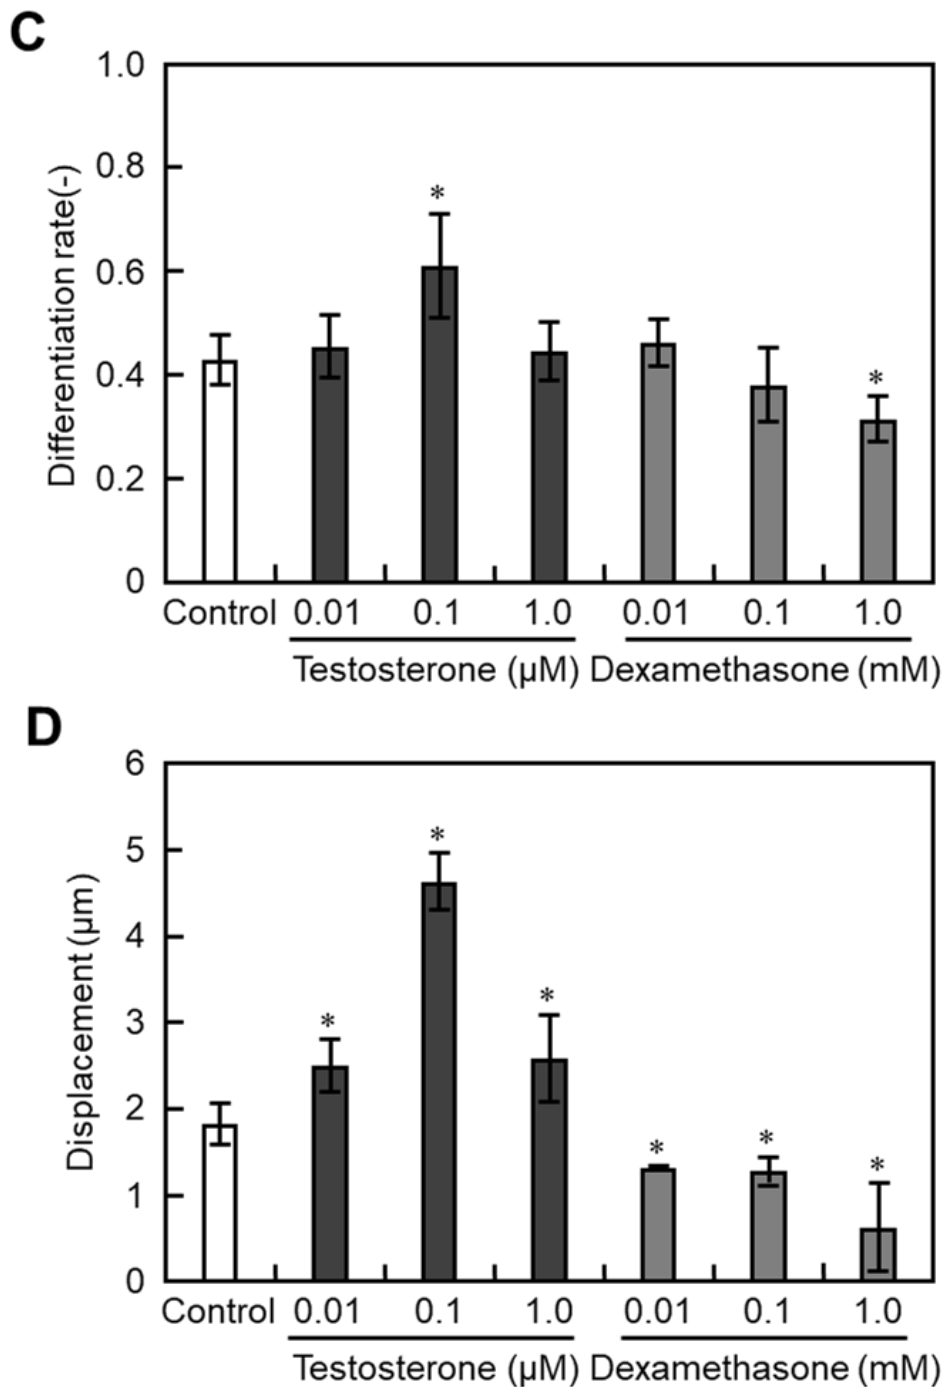 C
Differentiation rate(-)
1.0
0.8
0.6
0.4
0.2
0
*
*
Control 0.01 0.1 1.0 0.01 0.1 1.0
Testosterone (µM) Dexamethasone (mM)
D
Displacement (µm)
6
5
4
3
2
1
0
*
*
*
*
*
*
Control 0.01 0.1 1.0 0.01 0.1 1.0
Testosterone (µM) Dexamethasone (mM)